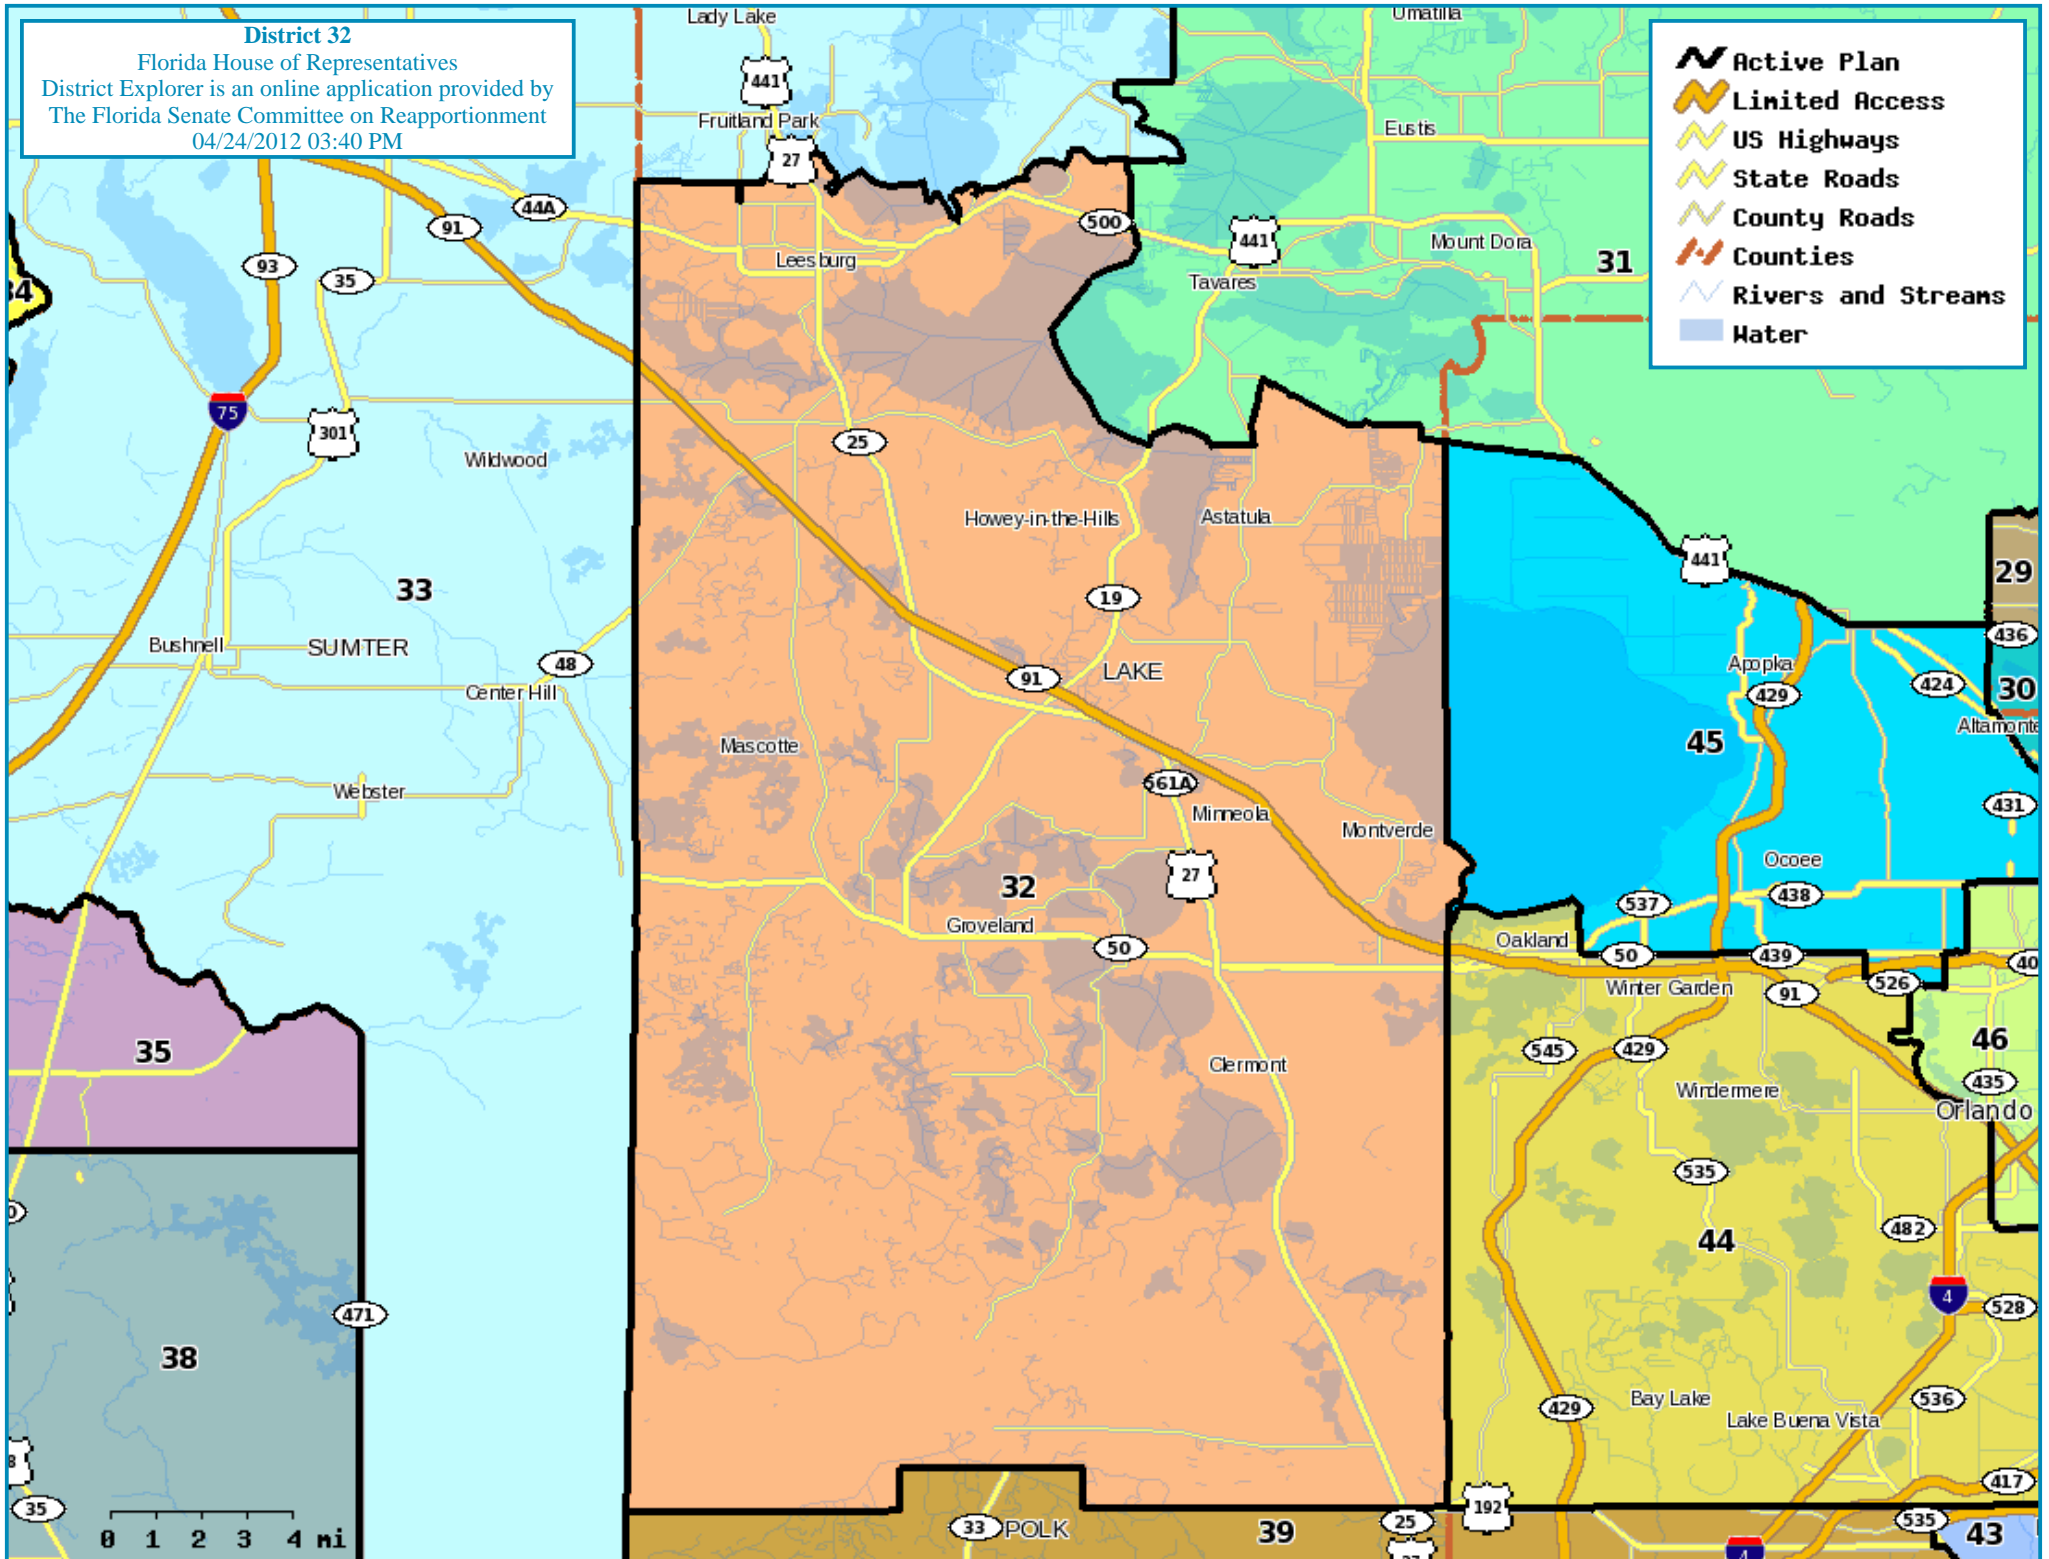 District 32
Florida House of Representatives
District Explorer is an online application provided by
The Florida Senate Committee on Reapportionment
04/24/2012 03:40 PM
Active Plan
Limited Access
US Highways
State Roads
County Roads
Counties
Rivers and Streams
Water
Lady Lake
Umatilla
441
Fruitland Park
Eustis
27
44A
91
500
441
Mount Dora
31
93
35
Leesburg
Tavares
34
75
301
25
Wildwood
Howey-in-the-Hills
Astatula
441
29
33
19
436
Bushnell
SUMTER
48
LAKE
91
Apopka
429
424
30
Center Hill
Altamonte
Mascotte
45
Webster
561A
Minneola
Montverde
431
27
Ocoee
438
32
537
Groveland
50
Oakland
50
439
40
526
Winter Garden
91
35
545
429
46
Clermont
435
Windermere
Orlando
535
482
44
4
528
471
38
536
429
Bay Lake
Lake Buena Vista
417
35
192
0 1 2 3 4 mi
33
POLK
39
25
535
43
27
4